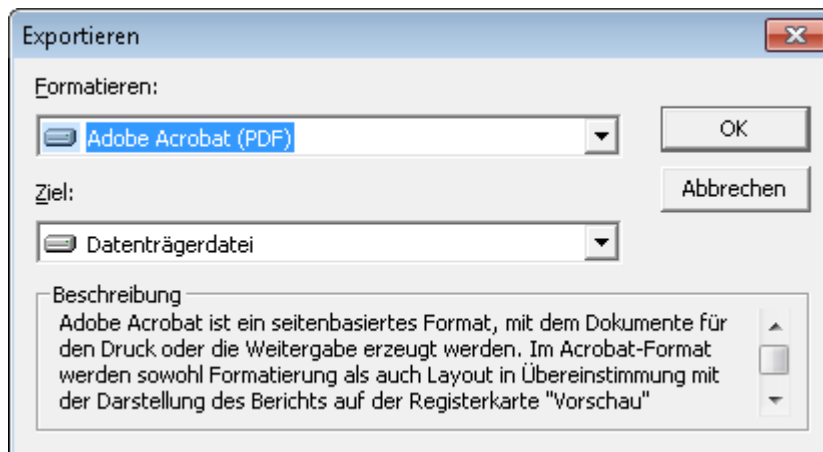 Exportieren
Formatieren:
Adobe Acrobat (PDF)
OK
Ziel:
Abbrechen
Datenträgerdatei
Beschreibung
Adobe Acrobat ist ein seitenbasiertes Format, mit dem Dokumente für
den Druck oder die Weitergabe erzeugt werden. Im Acrobat-Format
werden sowohl Formatierung als auch Layout in Übereinstimmung mit
der Darstellung des Berichts auf der Registerkarte "Vorschau"